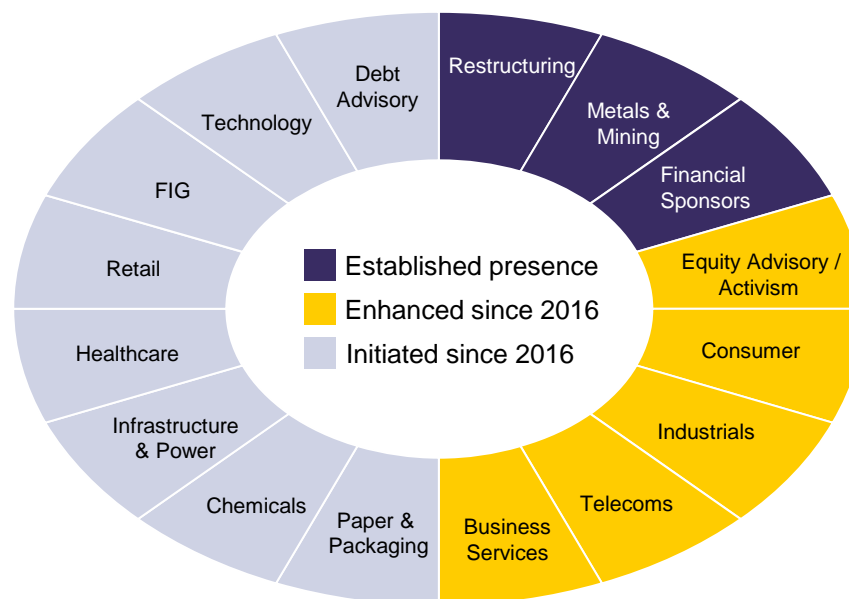 Restructuring
Metals &
Mining
Financial
Sponsors
Equity Advisory /
Activism
Consumer
Industrials
Telecoms
Business
Services
Paper &
Packaging
Chemicals
Infrastructure
& Power
Healthcare
Retail
FIG
Technology
Debt
Advisory
Established presence
Enhanced since 2016
Initiated since 2016